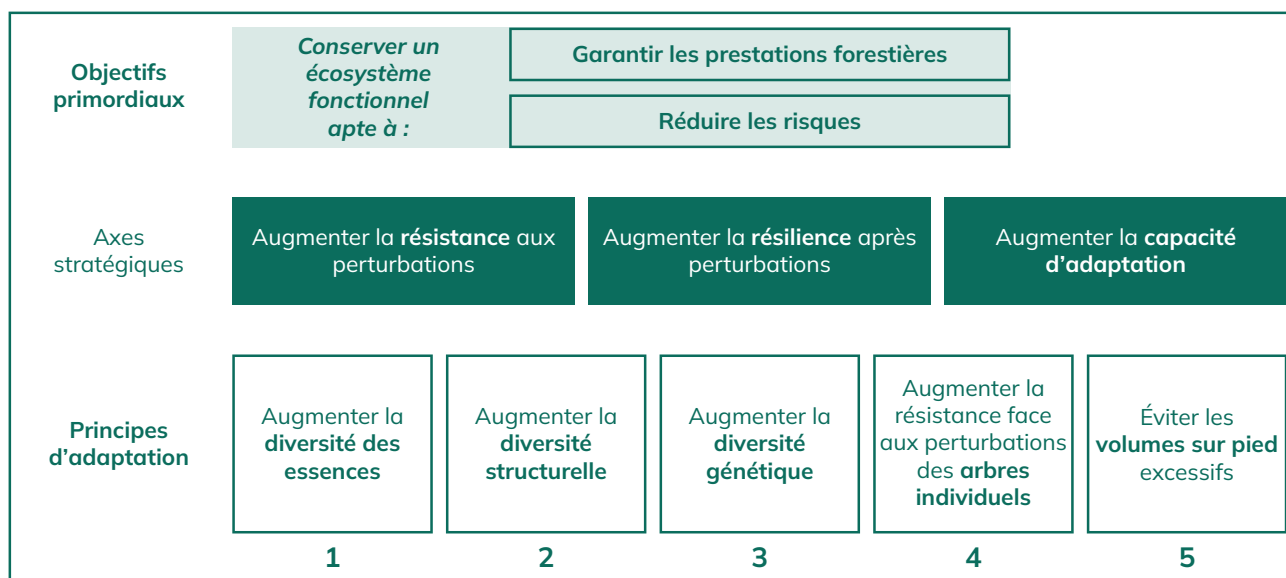 Objectifs
primordiaux
Conserver un
écosystème
fonctionnel
apte à :
Garantir les prestations forestières
Réduire les risques
Axes
stratégiques
Augmenter la résistance aux
perturbations
Augmenter la résilience après
perturbations
Augmenter la capacité
d’adaptation
Principes
d’adaptation
Augmenter la
diversité des
essences
Augmenter la
diversité
structurelle
Augmenter la
diversité
génétique
Augmenter la
résistance face
aux perturbations
des arbres
individuels
Éviter les
volumes sur pied
excessifs
1
2
3
4
5